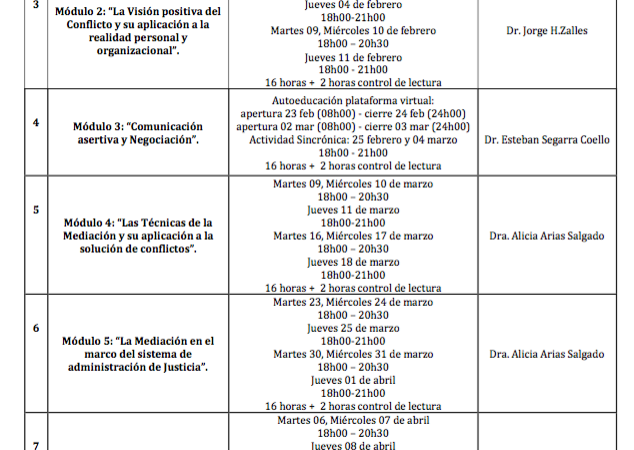 3
Módulo 2: "La Visión positiva del
Conflicto y su aplicación a la
realidad personal y
organizacional".
Jueves 04 de febrero
18h00-21h00
Martes 09, Miércoles 10 de febrero
18h00 – 20h30
Jueves 11 de febrero
18h00 - 21h00
16 horas + 2 horas control de lectura
Dr. Jorge H.Zalles
4
Módulo 3: "Comunicación
asertiva y Negociación".
Autoeducación plataforma virtual:
apertura 23 feb (08h00) - cierre 24 feb (24h00)
apertura 02 mar (08h00) - cierre 03 mar (24h00)
Actividad Sincrónica: 25 febrero y 04 marzo
18h00 - 21h00
16 horas + 2 horas control de lectura
Dr. Esteban Segarra Coello
5
Módulo 4: "Las Técnicas de la
Mediación y su aplicación a la
solución de conflictos".
Martes 09, Miércoles 10 de marzo
18h00 – 20h30
Jueves 11 de marzo
18h00-21h00
Martes 16, Miércoles 17 de marzo
18h00 – 20h30
Jueves 18 de marzo
18h00-21h00
16 horas + 2 horas control de lectura
Dra. Alicia Arias Salgado
6
Módulo 5: "La Mediación en el
marco del sistema de
administración de Justicia".
Martes 23, Miércoles 24 de marzo
18h00 – 20h30
Jueves 25 de marzo
18h00-21h00
Martes 30, Miércoles 31 de marzo
18h00 – 20h30
Jueves 01 de abril
18h00-21h00
16 horas + 2 horas control de lectura
Dra. Alicia Arias Salgado
7
Martes 06, Miércoles 07 de abril
18h00 – 20h30
Jueves 08 de abril